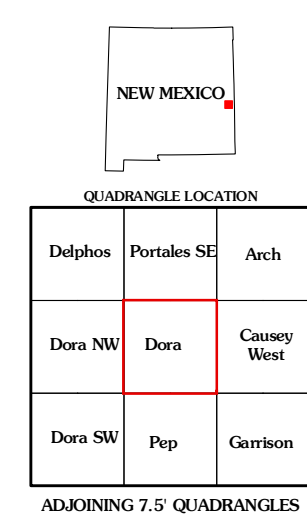 NEW MEXICO
QUADRANGLE LOCATION
Delphos
Portales SE
Arch
Dora NW
Dora
Causey
West
Dora SW
Pep
Garrison
ADJOINING 7.5' QUADRANGLES